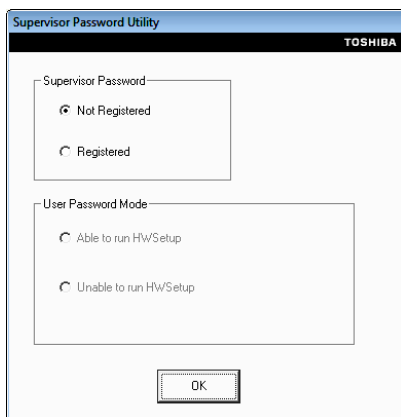 Supervisor Password Utility
TOSHIBA
Supervisor Password
Not Registered
Registered
User Password Mode
Able to run HWSetup
Unable to run HWSetup
OK